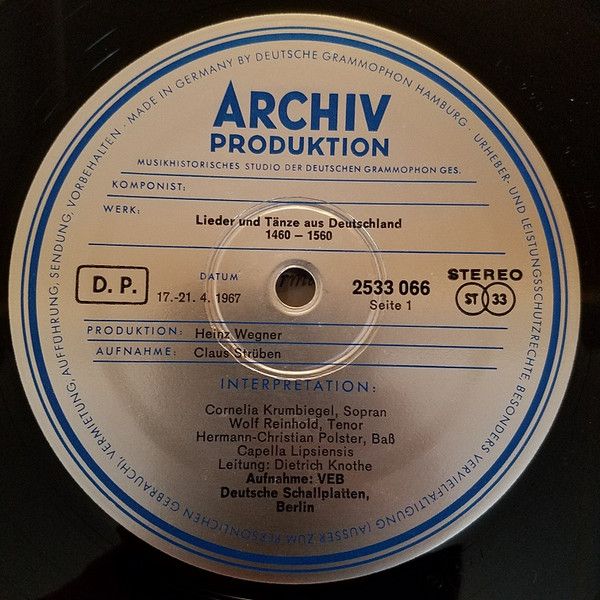 MADE IN GERMANY BY DEUTSCHE GRAMMOPHON HAMBURG · URHEBER- UND LEISTUNGSSCHUTZRECHTE, BESONDERS VERVIELFÄLTIGUNG (AUSSER ZUM PERSÖNLICHEN GEBRAUCH), VERMIETUNG, AUFFÜHRUNG, SENDUNG, VORBEHALTEN ·
ARCHIV
PRODUKTION
MUSIKHISTORISCHES STUDIO DER DEUTSCHEN GRAMMOPHON GES.
KOMPONIST:
WERK:
Lieder und Tänze aus Deutschland
1460 – 1560
D. P.
DATUM
17.-21. 4. 1967
2533 066
Seite 1
STEREO
ST 33
PRODUKTION: Heinz Wegner
AUFNAHME: Claus Strüben
INTERPRETATION:
Cornelia Krumbiegel, Sopran
Wolf Reinhold, Tenor
Hermann-Christian Polster, Baß
Capella Lipsiensis
Leitung: Dietrich Knothe
Aufnahme: VEB
Deutsche Schallplatten,
Berlin